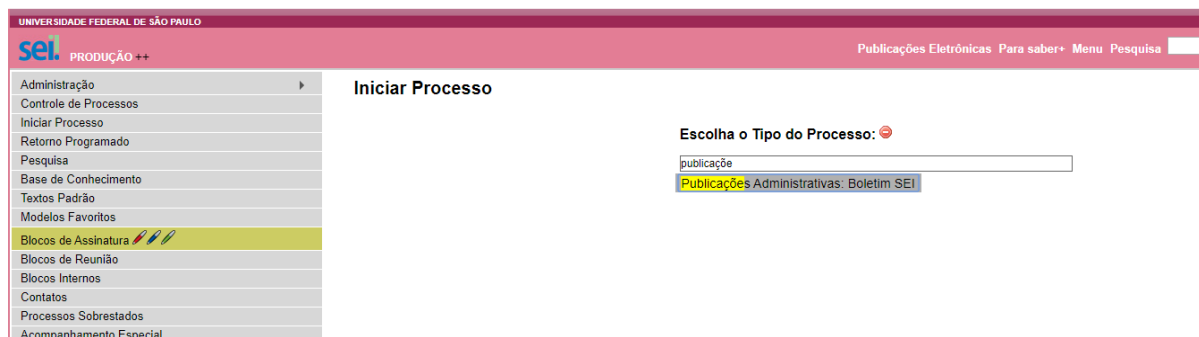 UNIVERSIDADE FEDERAL DE SÃO PAULO
sei. PRODUÇÃO ++
Publicações Eletrônicas Para saber+ Menu Pesquisa
Administração
Controle de Processos
Iniciar Processo
Retorno Programado
Pesquisa
Base de Conhecimento
Textos Padrão
Modelos Favoritos
Blocos de Assinatura
Blocos de Reunião
Blocos Internos
Contatos
Processos Sobrestados
Acompanhamento Especial
Iniciar Processo
Escolha o Tipo do Processo:
publicaçõe
Publicações Administrativas: Boletim SEI